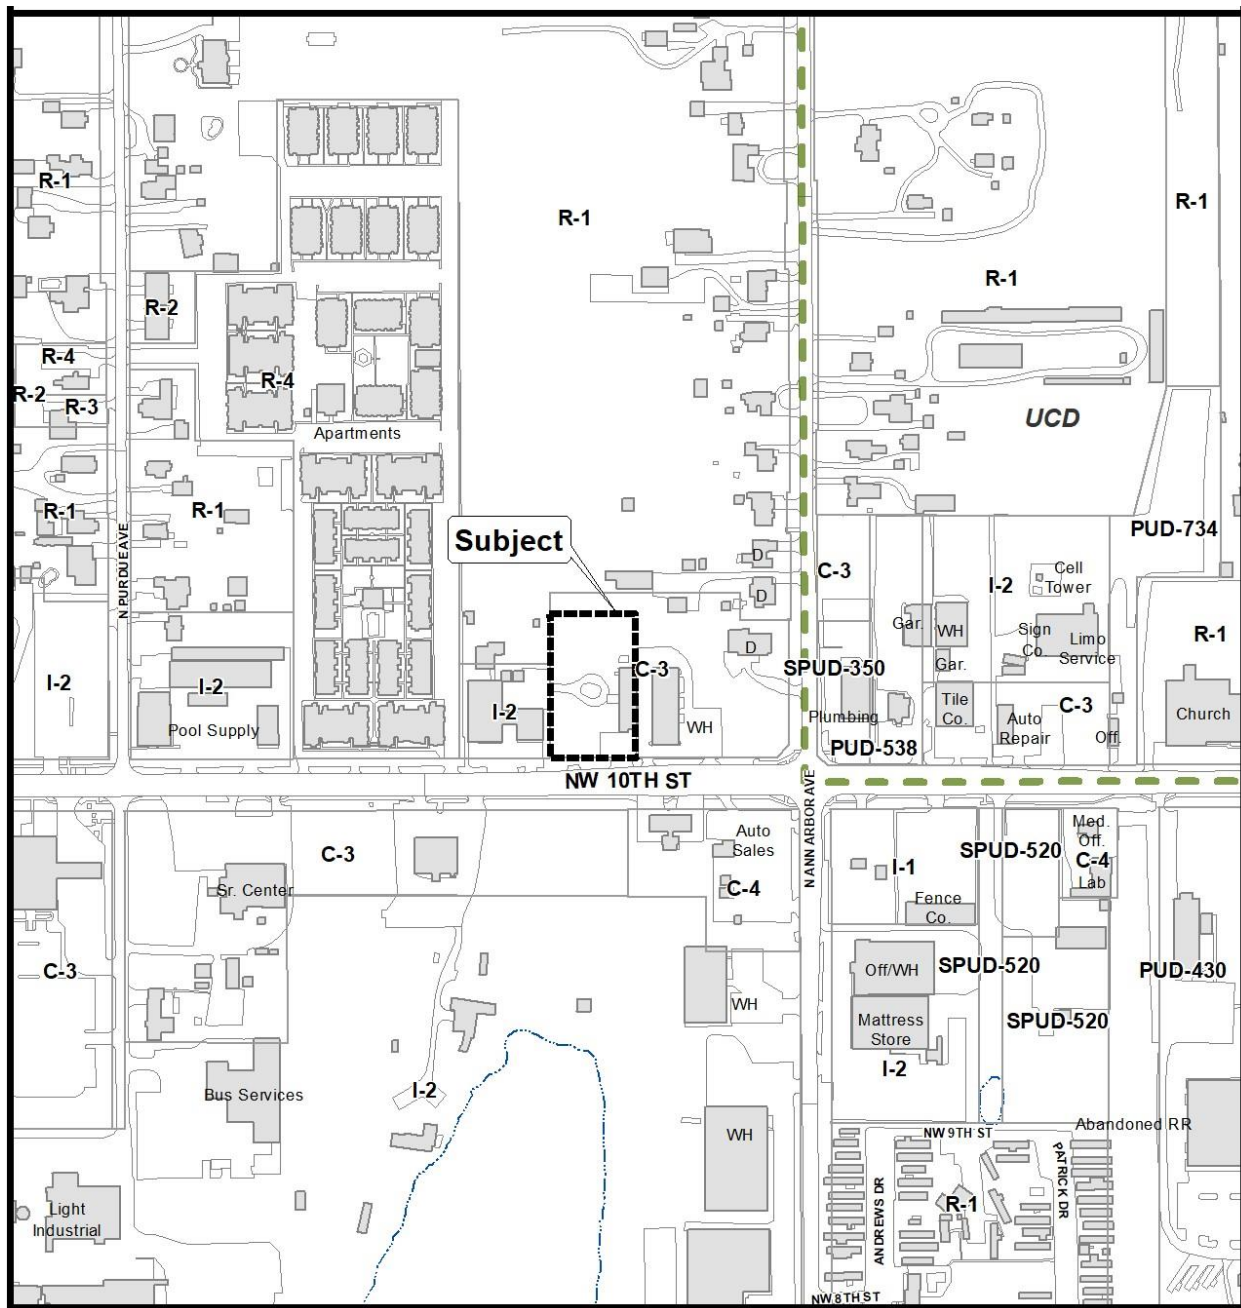 R-1
R-1
R-1
R-1
R-2
R-4
R-2
R-3
R-4
Apartments
UCD
R-1
R-1
N PURDUE AVE
Subject
PUD-734
D
C-3
I-2
Cell
Tower
D
Gar.
WH
Sign
Co.
Limo
Service
R-1
D
Gar.
SPUD-350
C-3
I-2
I-2
I-2
WH
Plumbing
Tile
Co.
Auto
Repair
C-3
Off.
Church
Pool Supply
PUD-538
NW 10TH ST
N ANN ARBOR AVE
C-3
Auto
Sales
Med.
Off.
SPUD-520
C-4
Lab
I-1
Sr. Center
C-4
Fence
Co.
C-3
Off/WH
SPUD-520
PUD-430
WH
Mattress
Store
SPUD-520
I-2
I-2
Bus Services
WH
NW 9TH ST
Abandoned RR
PATRICK DR
ANDREWS DR
R-1
Light
Industrial
NW 8TH ST